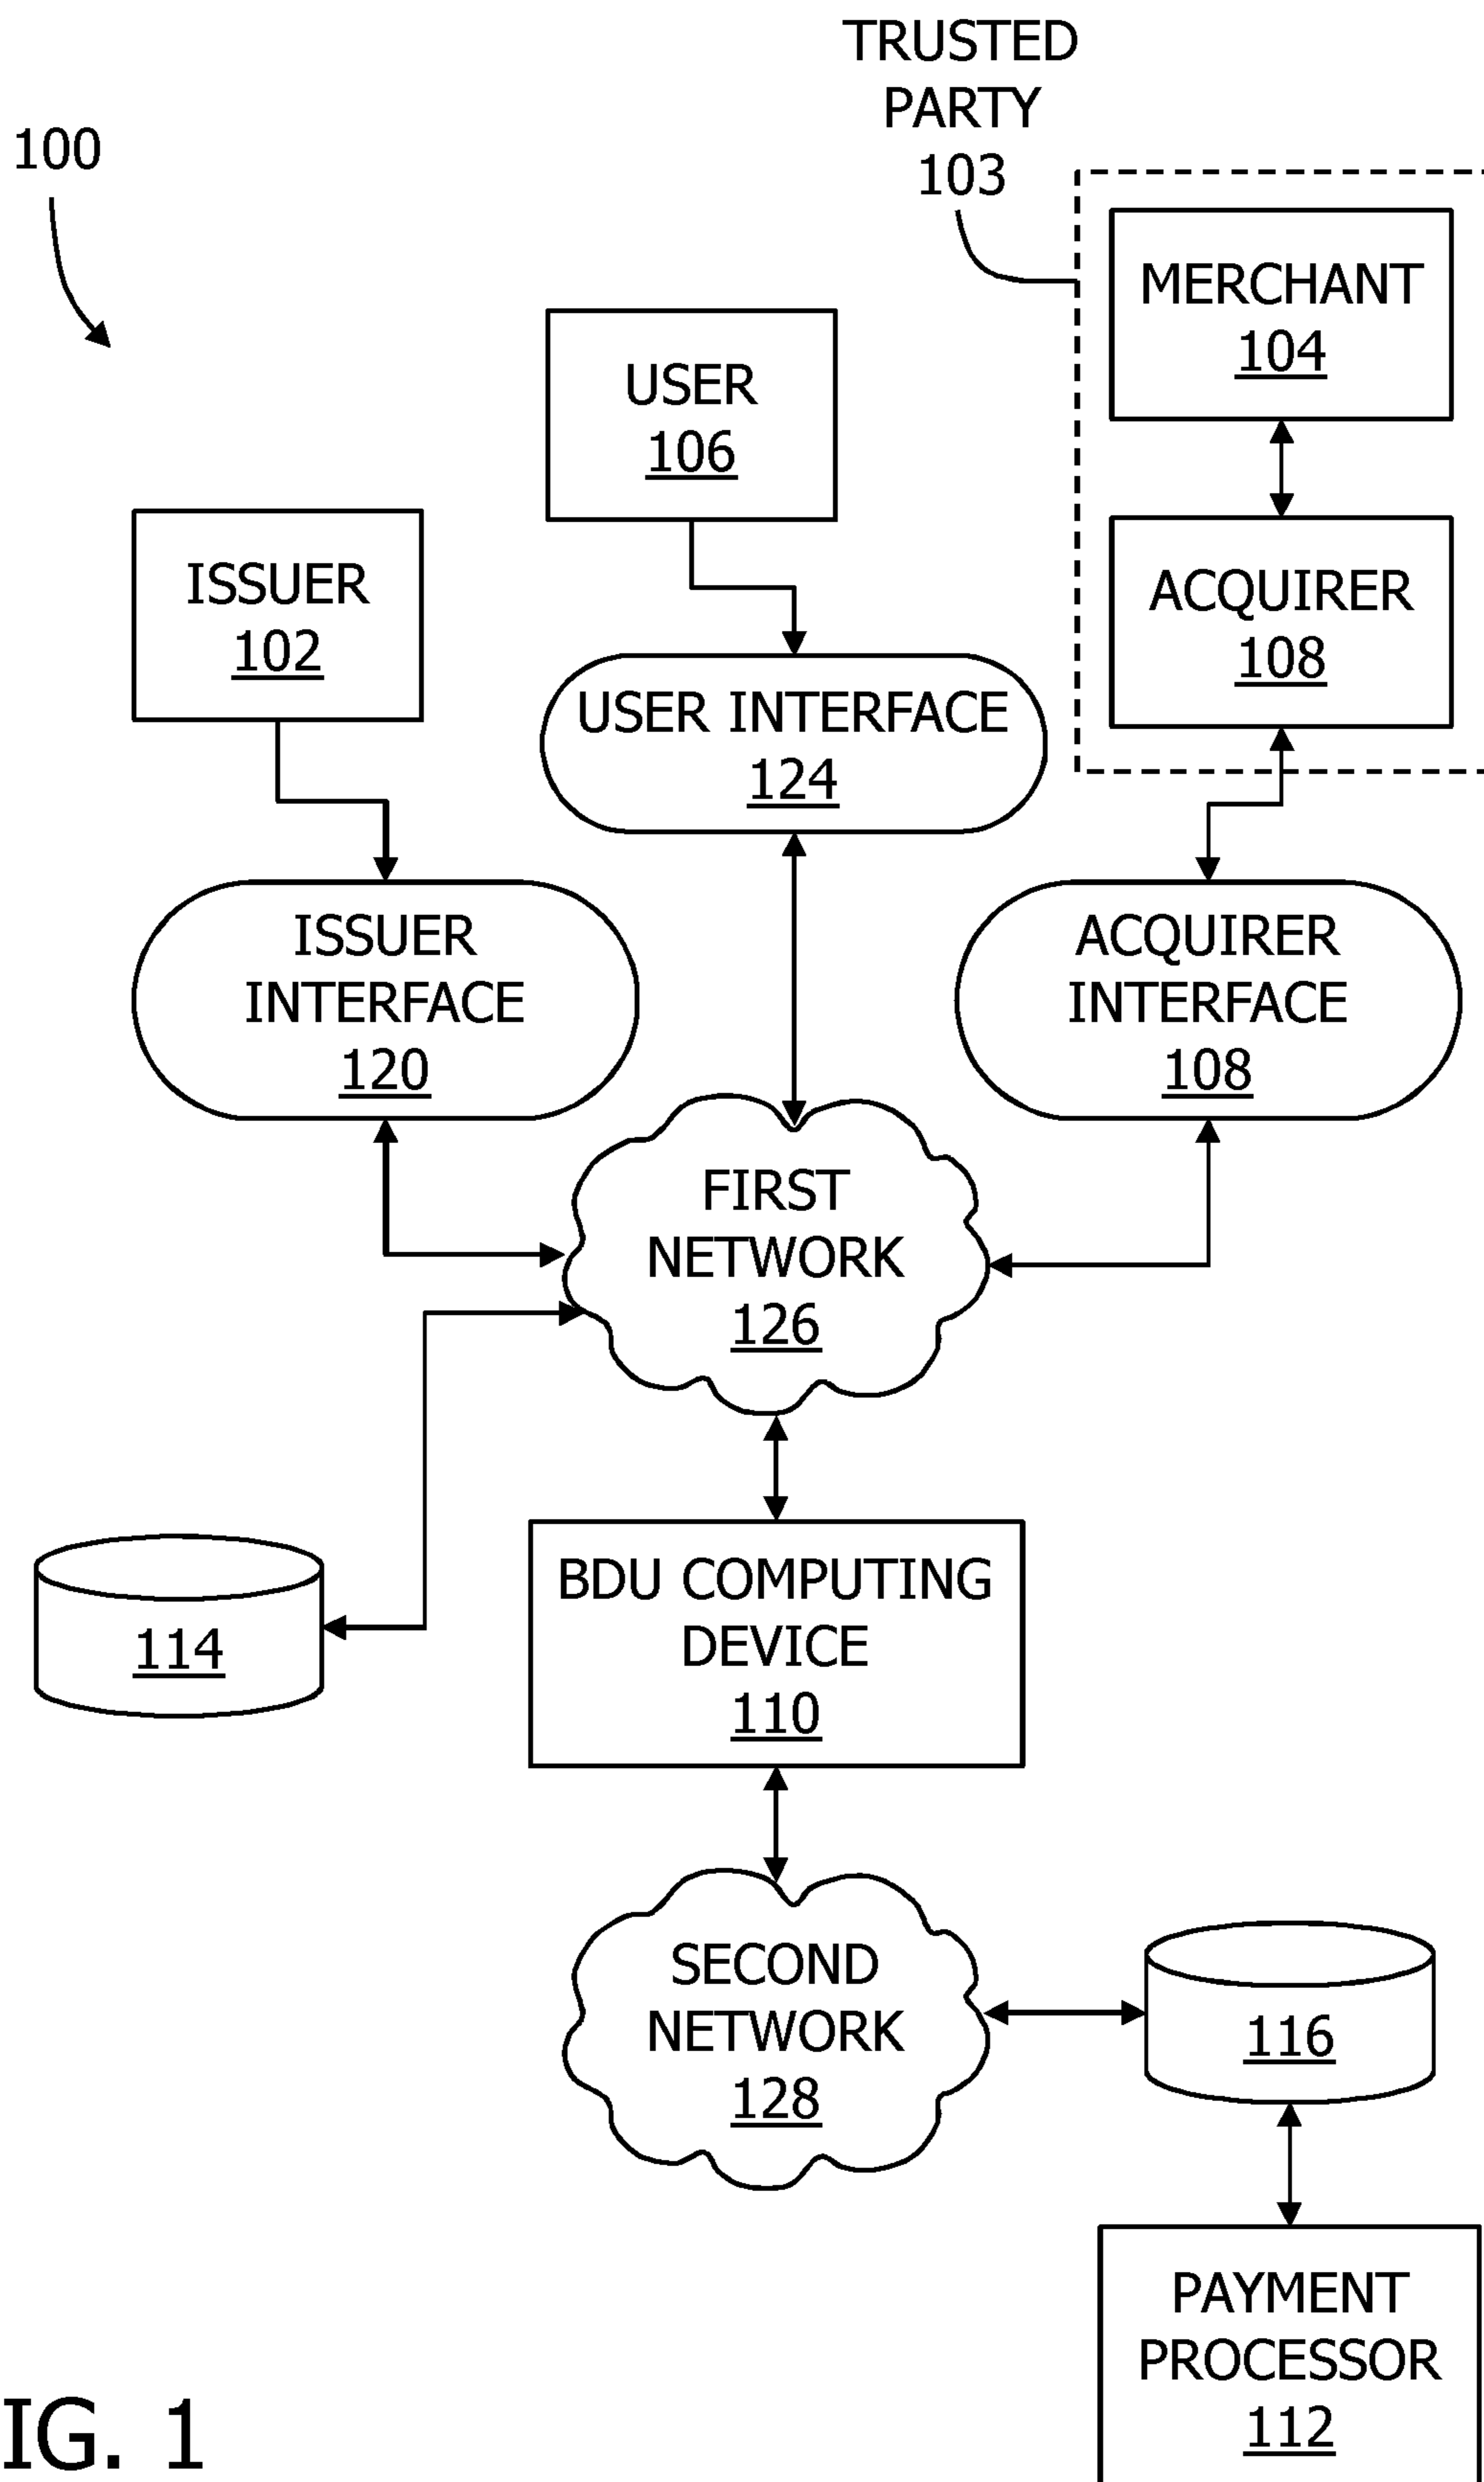 TRUSTED
PARTY
103
100
MERCHANT
104
USER
106
ACQUIRER
108
ISSUER
102
USER INTERFACE
124
ISSUER
INTERFACE
120
ACQUIRER
INTERFACE
108
FIRST
NETWORK
126
BDU COMPUTING
DEVICE
110
114
SECOND
NETWORK
128
116
PAYMENT
PROCESSOR
112
IG. 1